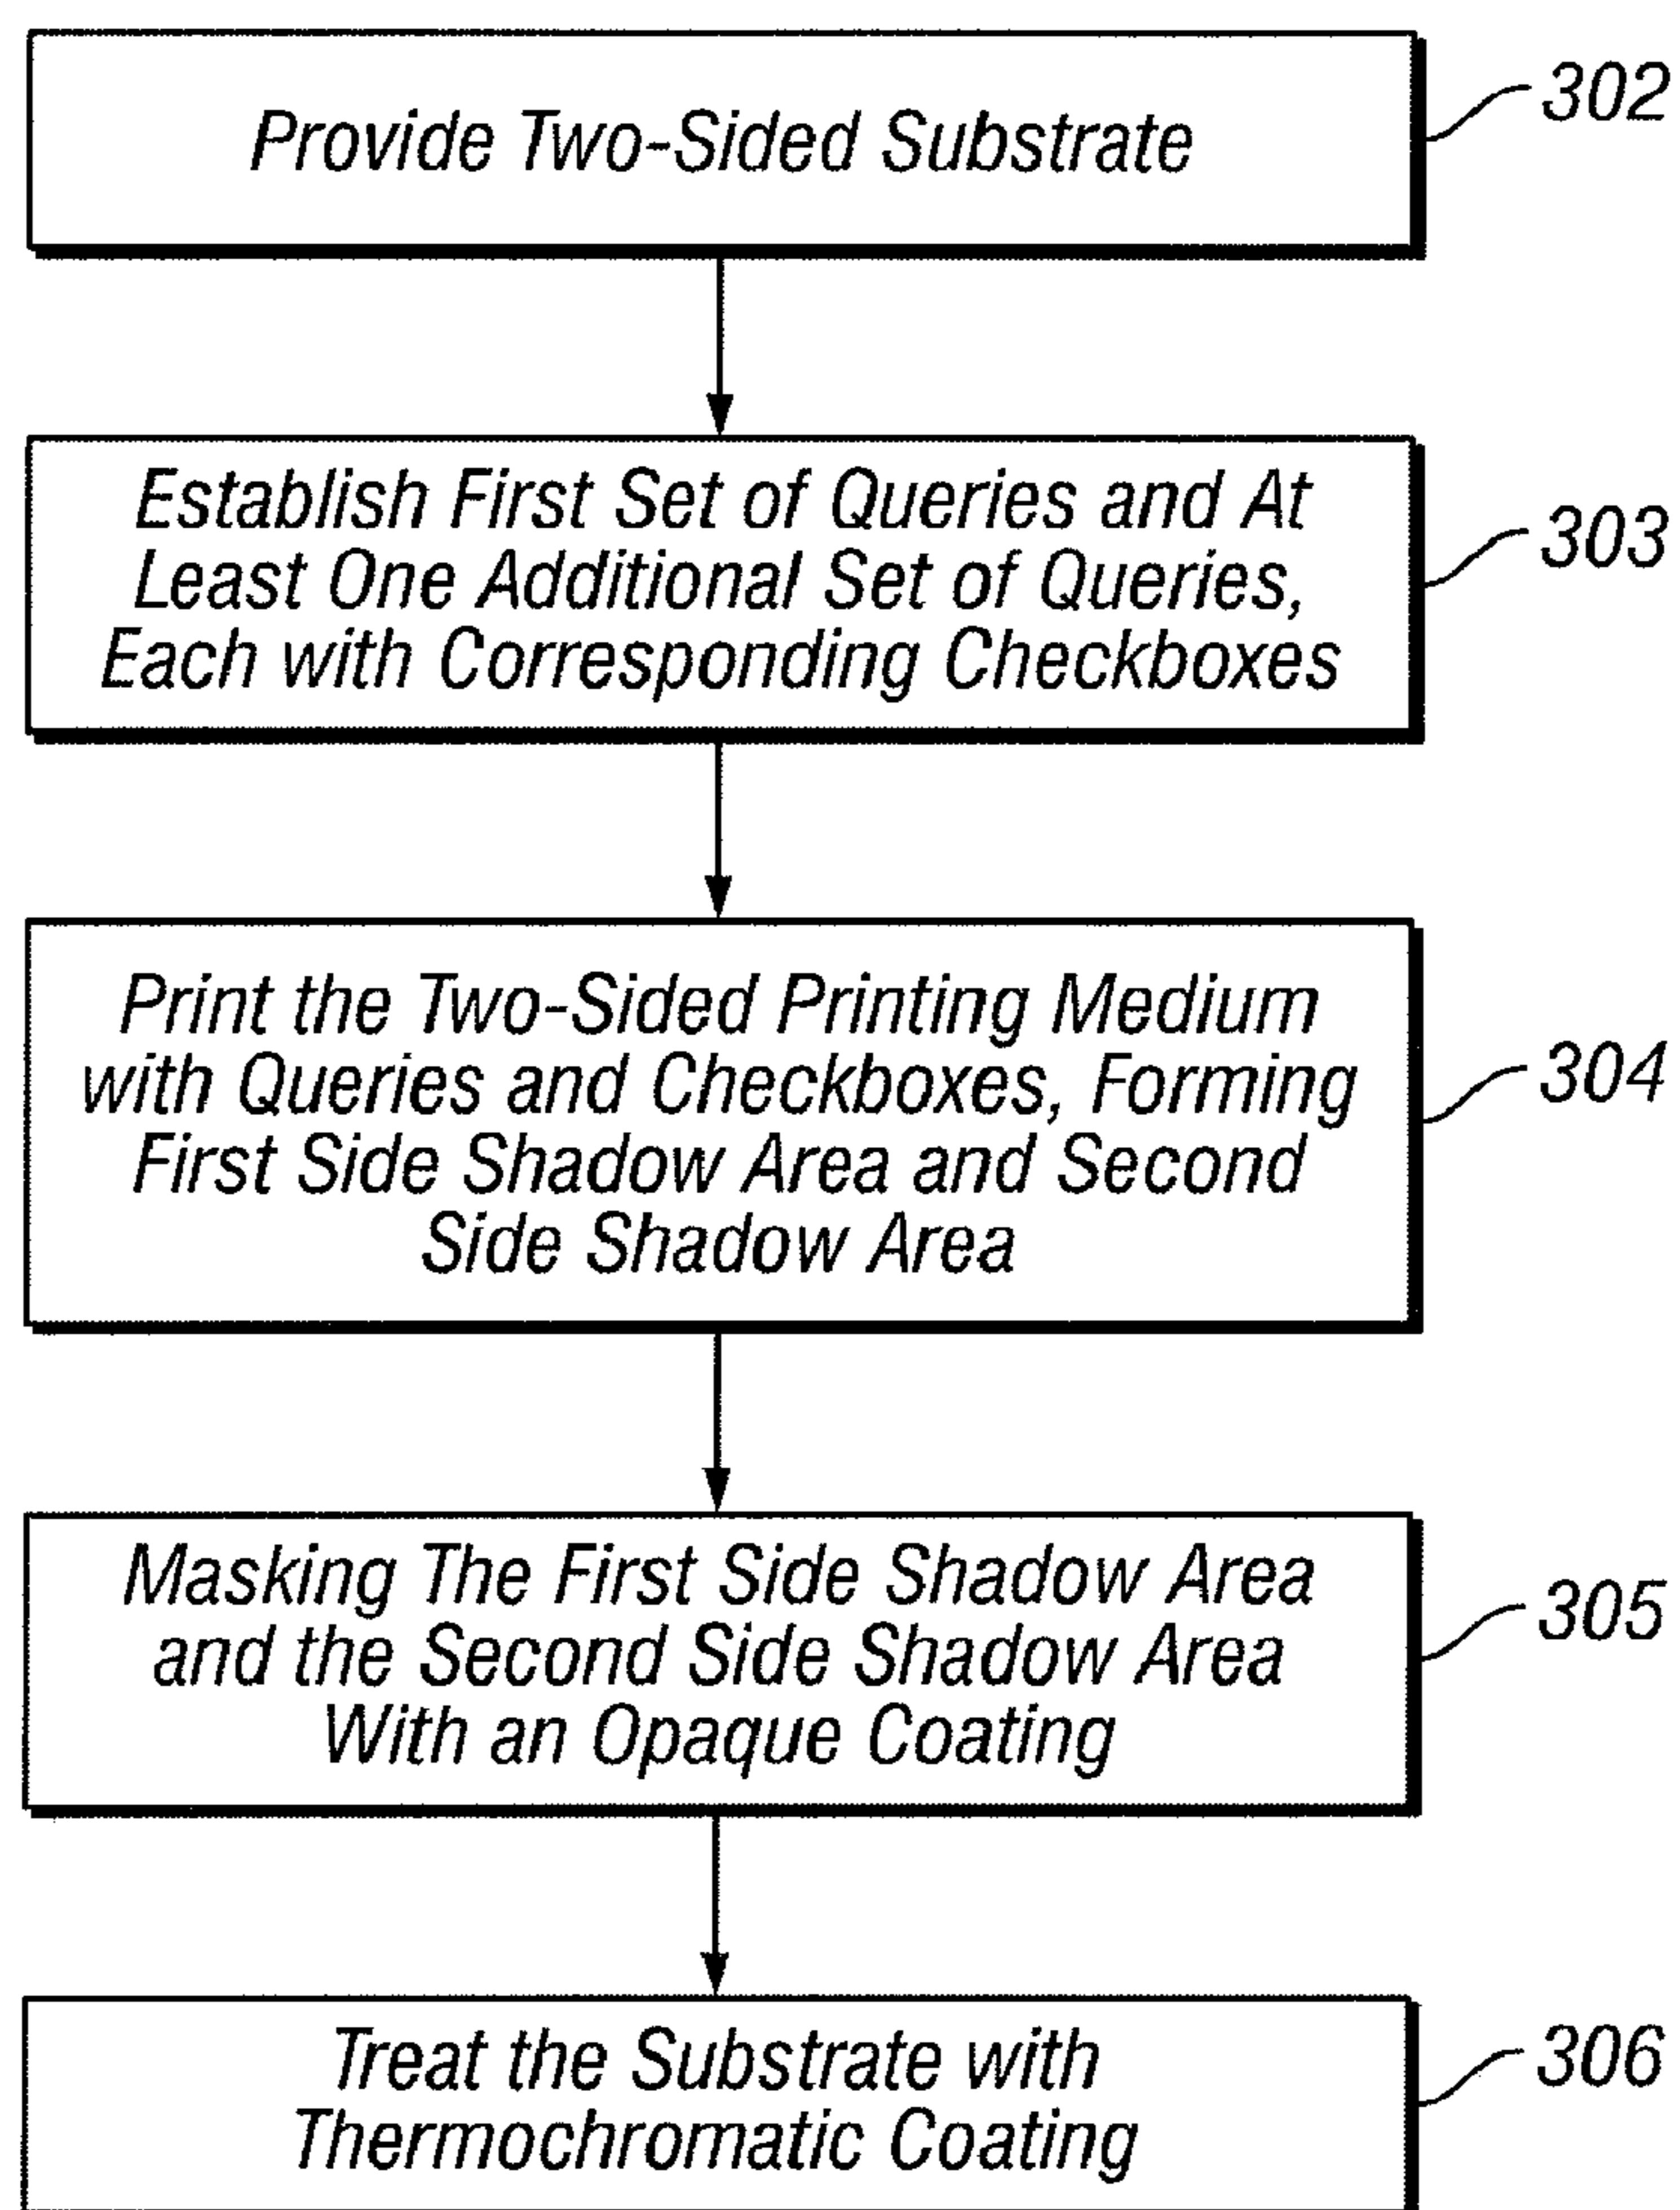 Provide Two-Sided Substrate
302
Establish First Set of Queries and At
Least One Additional Set of Queries,
Each with Corresponding Checkboxes
303
Print the Two-Sided Printing Medium
with Queries and Checkboxes, Forming
First Side Shadow Area and Second
Side Shadow Area
304
Masking The First Side Shadow Area
and the Second Side Shadow Area
With an Opaque Coating
305
Treat the Substrate with
Thermochromatic Coating
306